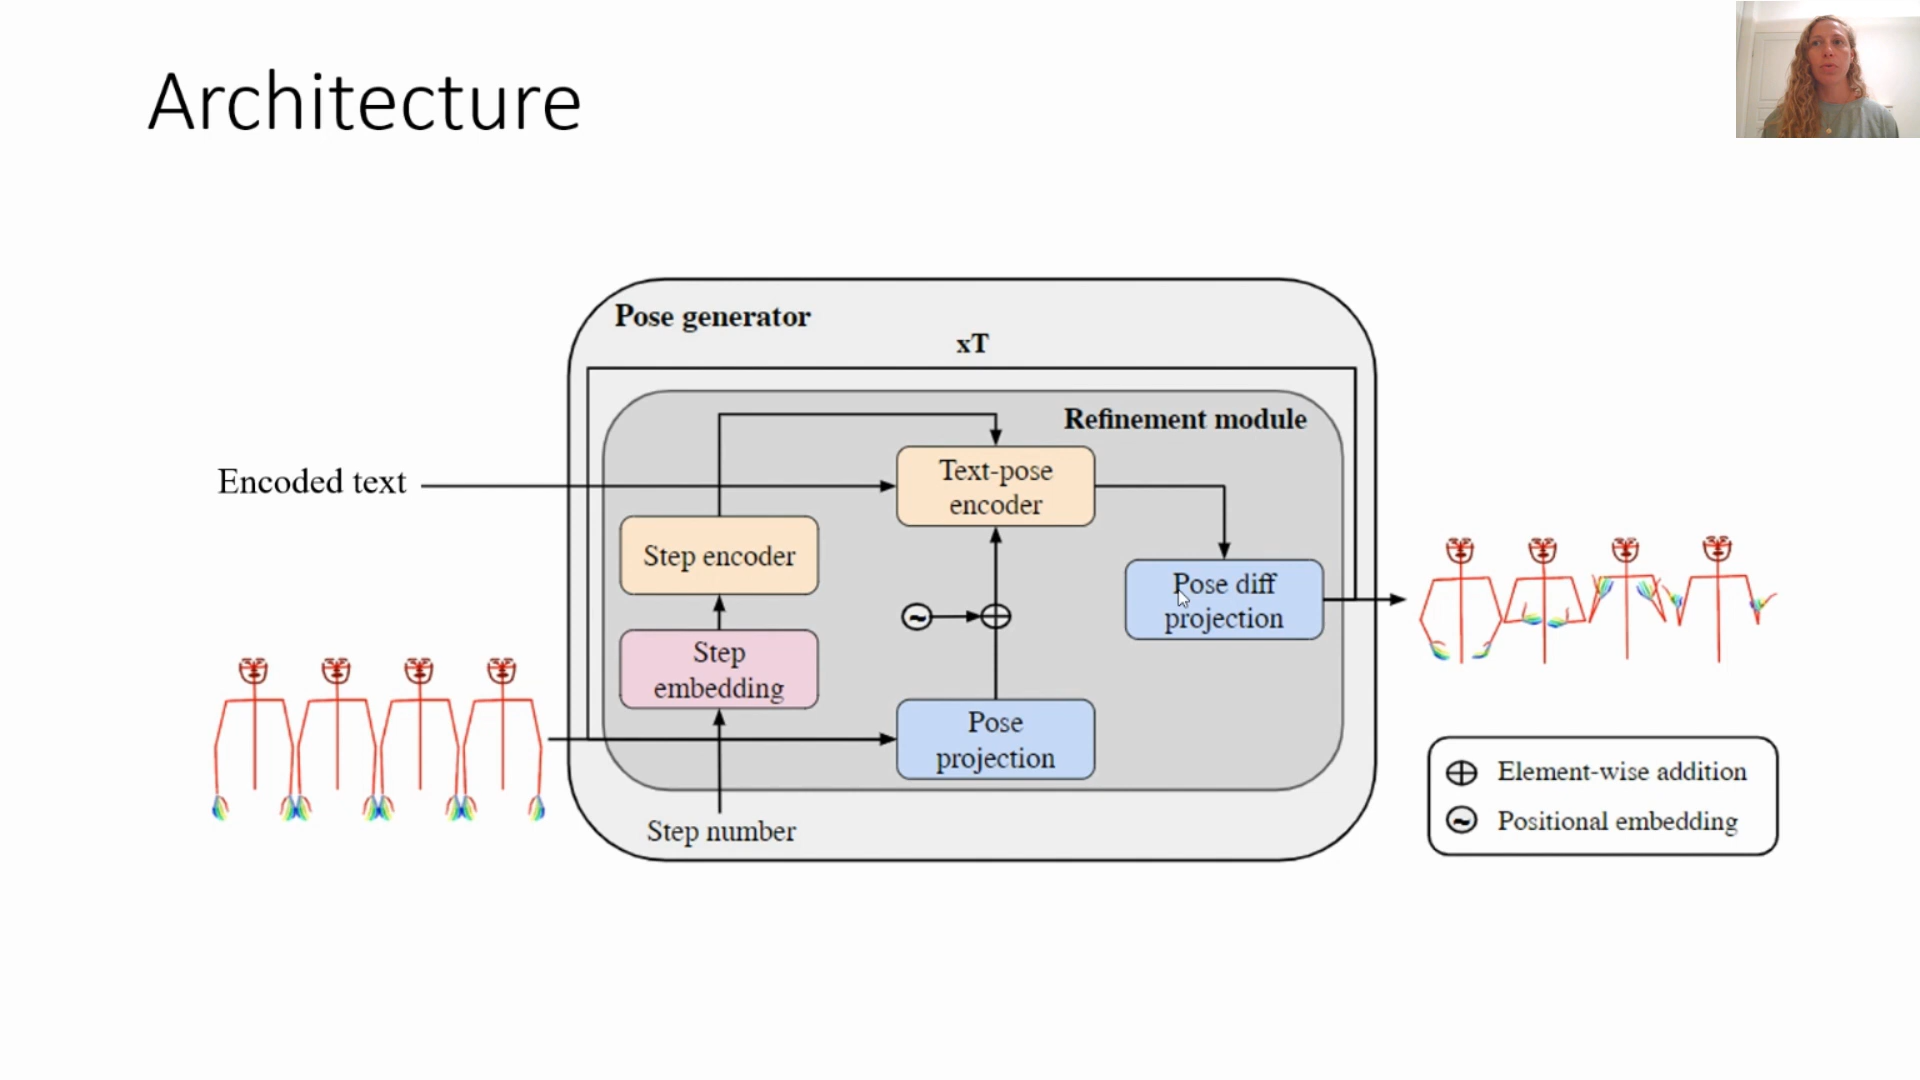 Architecture
Pose generator
xT
Refinement module
Encoded text
Text-pose
encoder
Step encoder
Pose diff
projection
Step
embedding
Pose
projection
Step number
Element-wise addition
Positional embedding